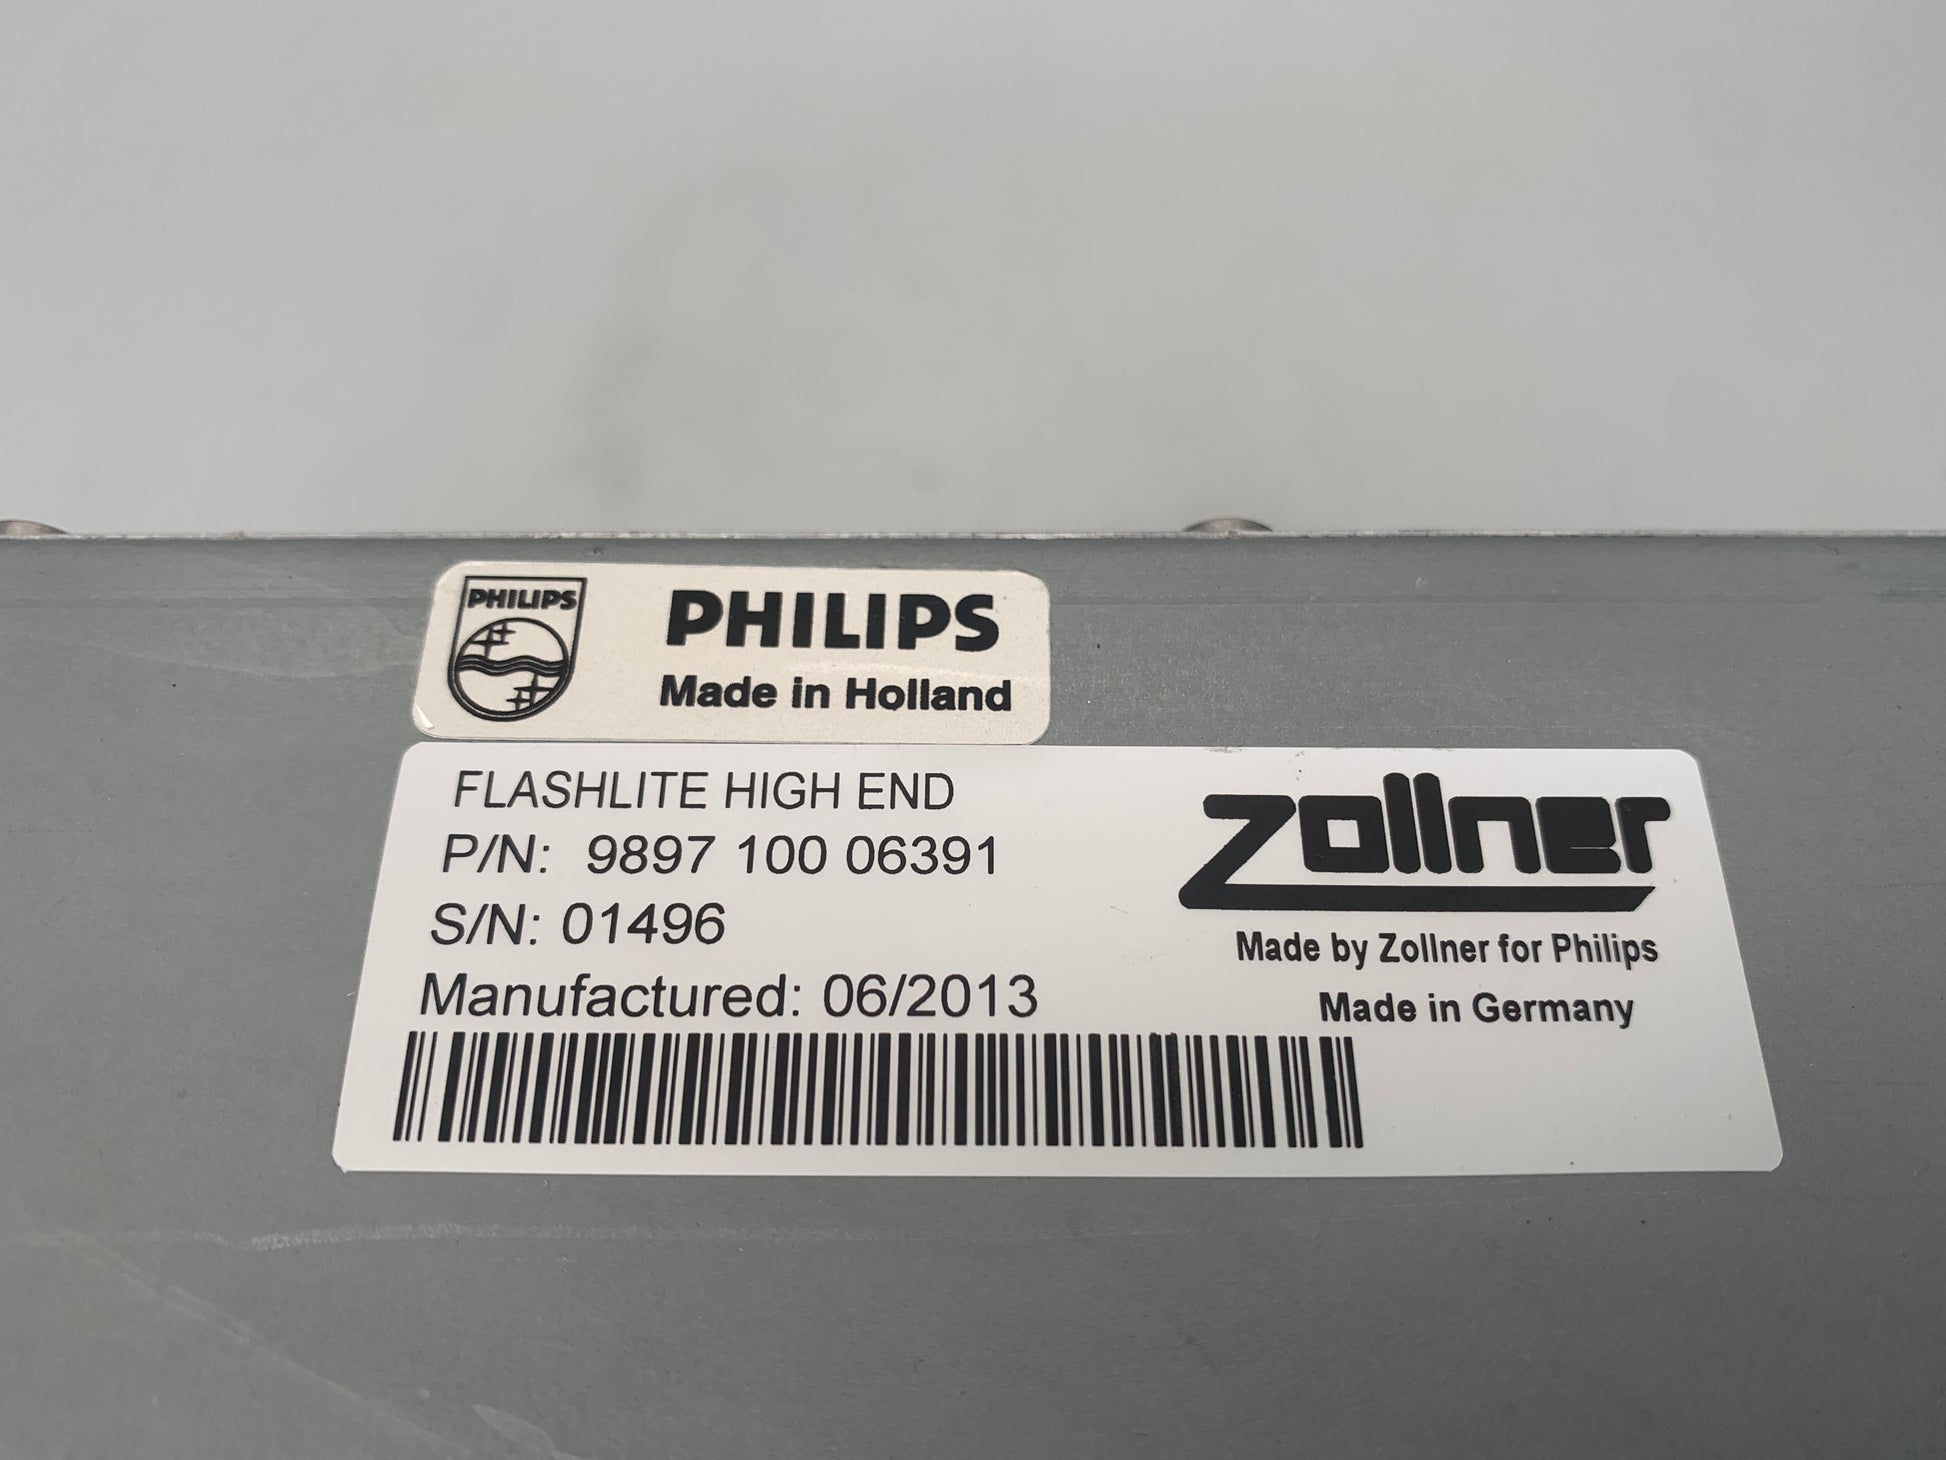 PHILIPS
PHILIPS
Made in Holland
FLASHLITE HIGH END
P/N: 9897 100 06391
S/N: 01496
Manufactured: 06/2013
zollner
Made by Zollner for Philips
Made in Germany